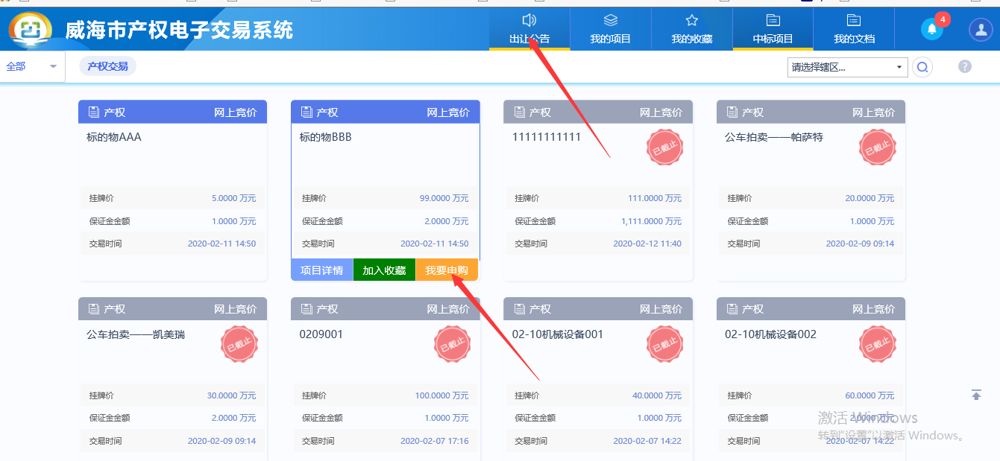 威海市产权电子交易系统
出让公告
我的项目
我的收藏
中标项目
我的文档
4
全部
产权交易
请选择辖区...
?
产权 网上竞价
标的物AAA
挂牌价 5.0000 万元
保证金金额 1.0000 万元
交易时间 2020-02-11 14:50
产权 网上竞价
标的物BBB
挂牌价 99.0000 万元
保证金金额 2.0000 万元
交易时间 2020-02-11 14:50
项目详情 加入收藏 我要申购
产权 网上竞价
11111111111
已截止
挂牌价 111.0000 万元
保证金金额 1,111.0000 万元
交易时间 2020-02-12 11:40
产权 网上竞价
公车拍卖——帕萨特
已截止
挂牌价 20.0000 万元
保证金金额 1.0000 万元
交易时间 2020-02-09 09:14
产权 网上竞价
公车拍卖——凯美瑞
已截止
挂牌价 30.0000 万元
保证金金额 2.0000 万元
交易时间 2020-02-09 09:14
产权 网上竞价
0209001
已截止
挂牌价 100.0000 万元
保证金金额 1.0000 万元
交易时间 2020-02-07 17:16
产权 网上竞价
02-10机械设备001
已截止
挂牌价 40.0000 万元
保证金金额 1.0000 万元
交易时间 2020-02-07 14:22
产权 网上竞价
02-10机械设备002
已截止
挂牌价 60.0000 万元
保证金金额 2.0000 万元
交易时间 2020-02-07 14:22
激活 Windows
转到"设置"以激活 Windows。